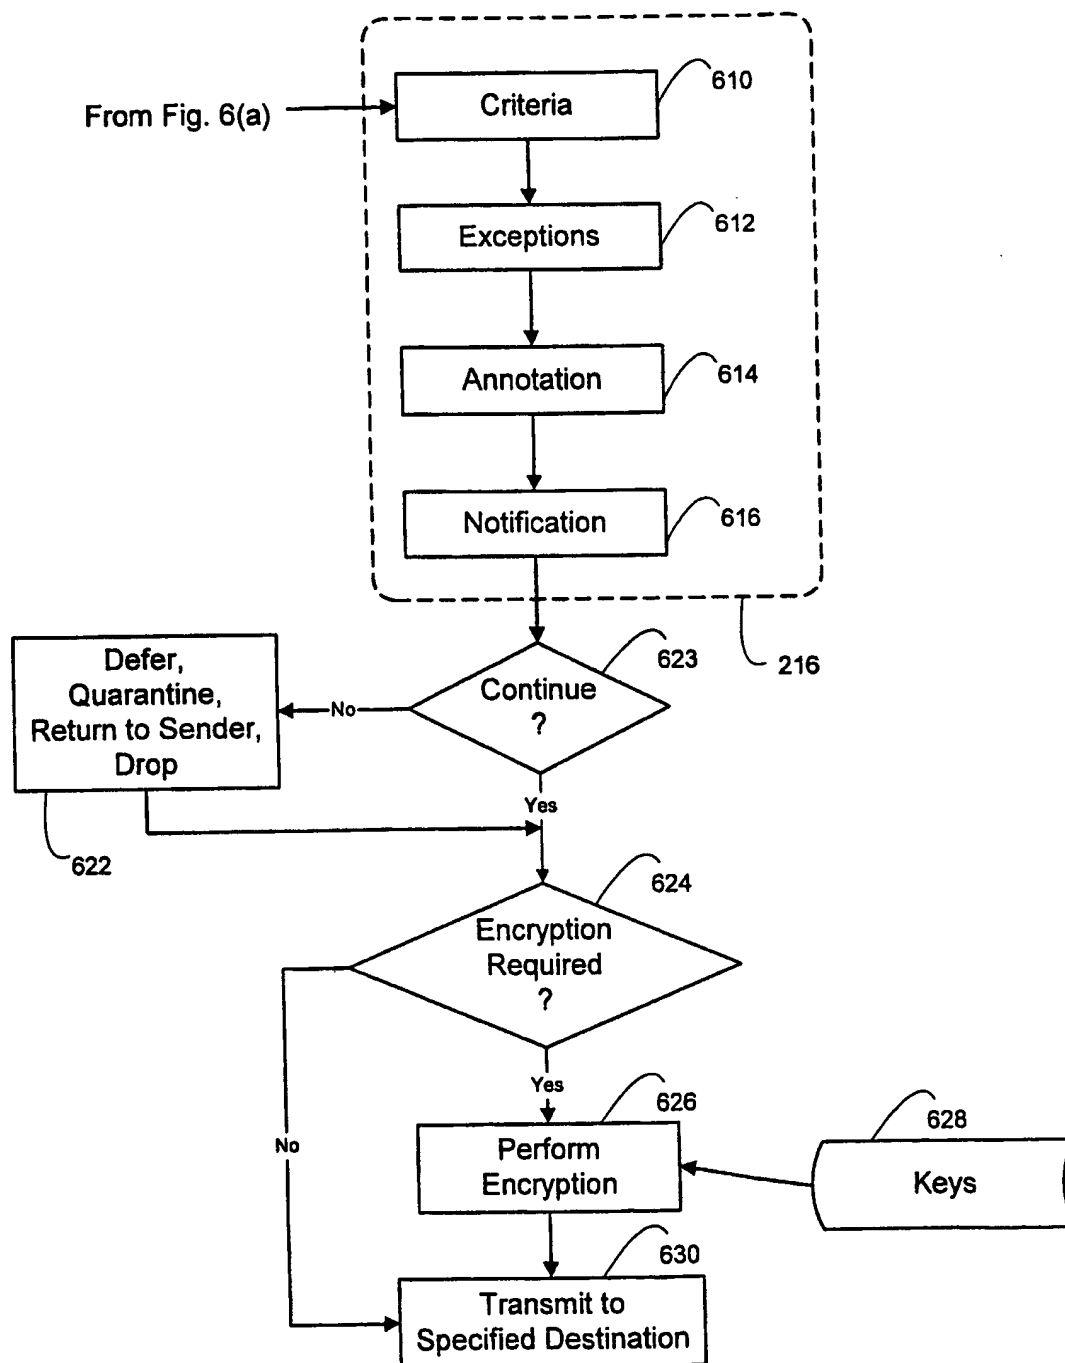 610
From Fig. 6(a)
Criteria
612
Exceptions
614
Annotation
616
Notification
216
623
Continue
?
No
Defer,
Quarantine,
Return to Sender,
Drop
622
Yes
624
Encryption
Required
?
Yes
No
626
Perform
Encryption
628
Keys
630
Transmit to
Specified Destination